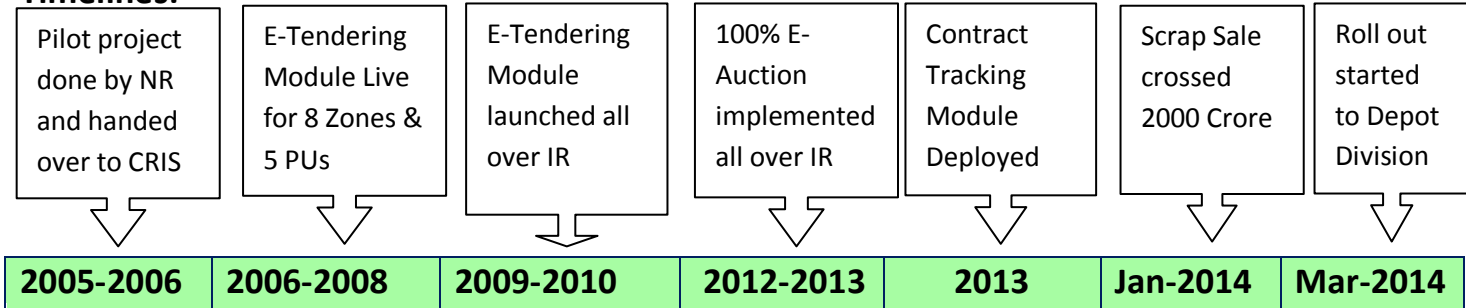 Timelines:
Pilot project
done by NR
and handed
over to CRIS
E-Tendering
Module Live
for 8 Zones &
5 PUs
E-Tendering
Module
launched all
over IR
100% E-
Auction
implemented
all over IR
Contract
Tracking
Module
Deployed
Scrap Sale
crossed
2000 Crore
Roll out
started
to Depot
Division
2005-2006 2006-2008 2009-2010 2012-2013 2013 Jan-2014 Mar-2014